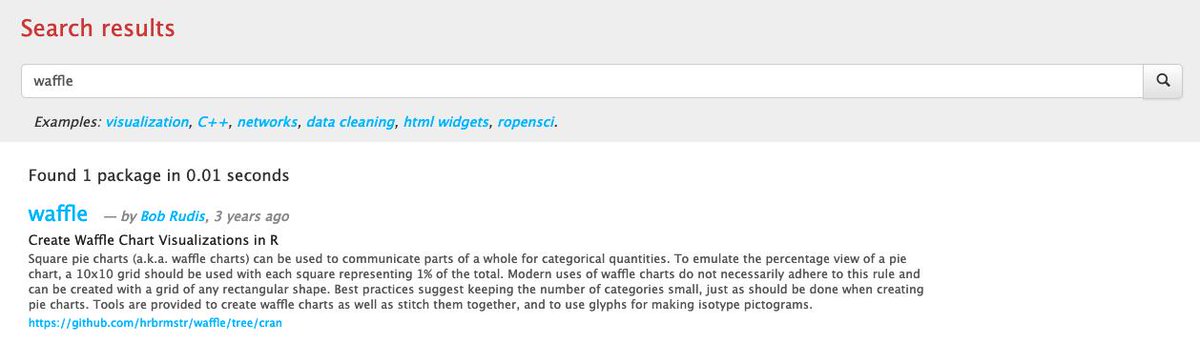 Search results
waffle
Examples: visualization, C++, networks, data cleaning, html widgets, ropensci.
Found 1 package in 0.01 seconds
waffle — by Bob Rudis, 3 years ago
Create Waffle Chart Visualizations in R
Square pie charts (a.k.a. waffle charts) can be used to communicate parts of a whole for categorical quantities. To emulate the percentage view of a pie
chart, a 10x10 grid should be used with each square representing 1% of the total. Modern uses of waffle charts do not necessarily adhere to this rule and
can be created with a grid of any rectangular shape. Best practices suggest keeping the number of categories small, just as should be done when creating
pie charts. Tools are provided to create waffle charts as well as stitch them together, and to use glyphs for making isotype pictograms.
https://github.com/hrbrmstr/waffle/tree/cran